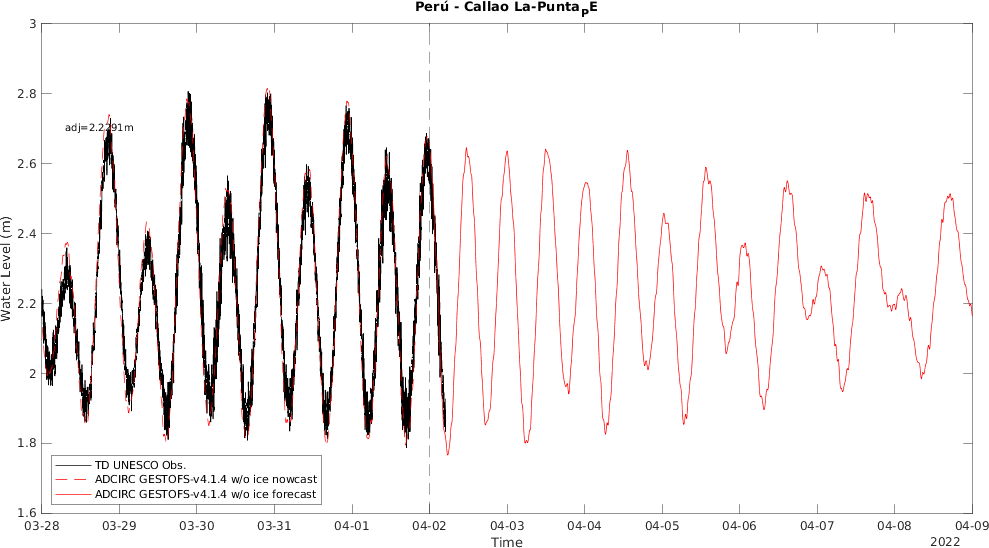 Perú - Callao La-PuntapE
3
2.8
adj=2.2291m
2.6
2.4
2.2
2
1.8
1.6
Water Level (m)
TD UNESCO Obs.
ADCIRC GESTOFS-v4.1.4 w/o ice nowcast
ADCIRC GESTOFS-v4.1.4 w/o ice forecast
03-28 03-29 03-30 03-31 04-01 04-02 04-03 04-04 04-05 04-06 04-07 04-08 04-09
Time
2022